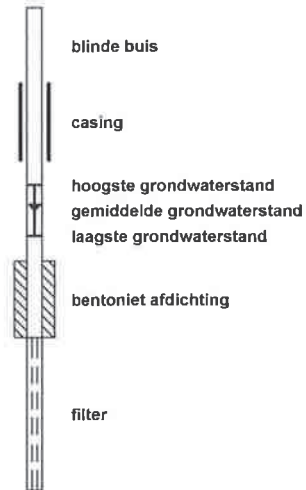 blinde buis
casing
hoogste grondwaterstand
gemiddelde grondwaterstand
laagste grondwaterstand
bentoniet afdichting
filter